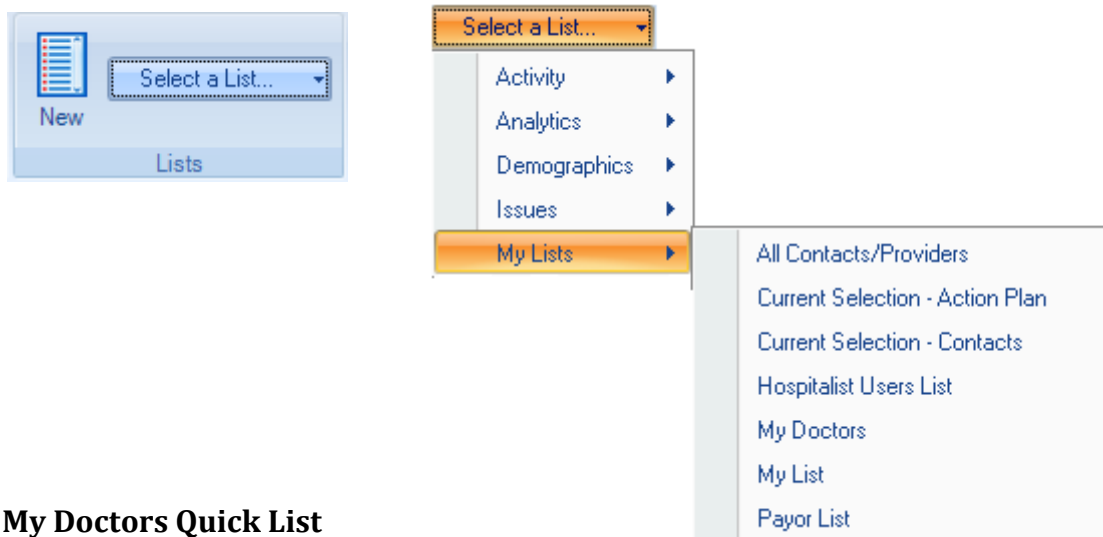 Select a List...
New
Lists
Select a List...
Activity
Analytics
Demographics
Issues
My Lists
All Contacts/Providers
Current Selection - Action Plan
Current Selection - Contacts
Hospitalist Users List
My Doctors
My List
Payor List
My Doctors Quick List